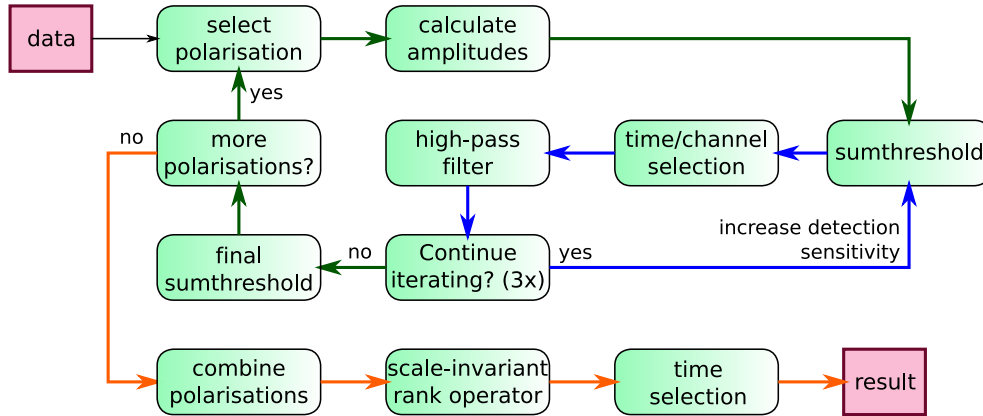 data
select
polarisation
calculate
amplitudes
yes
no
more
polarisations?
high-pass
filter
time/channel
selection
sumthreshold
increase detection
sensitivity
final
sumthreshold
no
Continue
iterating? (3x)
yes
combine
polarisations
scale-invariant
rank operator
time
selection
result